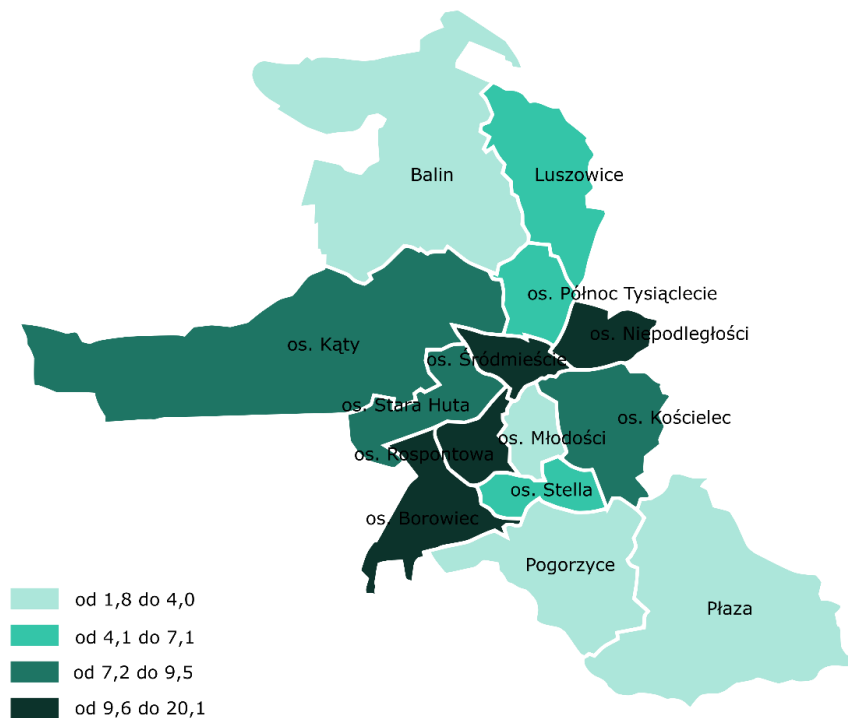 Balin
Luszowice
os. Północ Tysiąclecie
os. Niepodległości
os. Kąty
os. Śródmieście
os. Stara Huta
os. Kościelec
os. Młodości
os. Rospontowa
os. Stella
os. Borowiec
Pogorzyce
Płaza
od 1,8 do 4,0
od 4,1 do 7,1
od 7,2 do 9,5
od 9,6 do 20,1